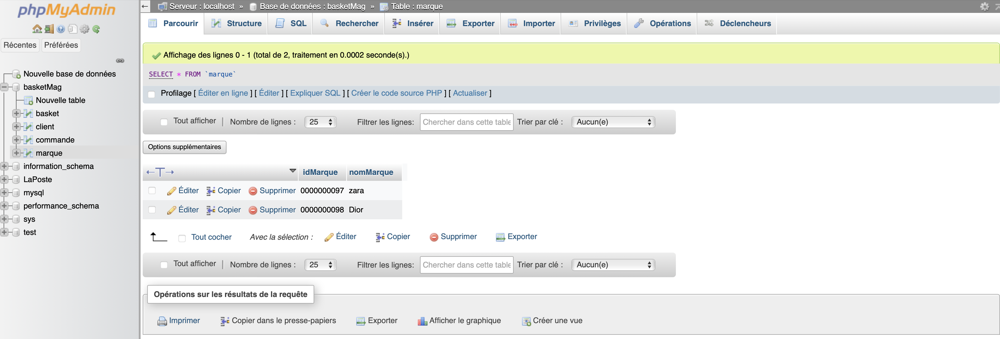 phpMyAdmin
Récentes Préférées
Nouvelle base de données
basketMag
Nouvelle table
basket
client
commande
marque
information_schema
LaPoste
mysql
performance_schema
sys
test
Serveur : localhost » Base de données : basketMag » Table : marque
Parcourir Structure SQL Rechercher Insérer Exporter Importer Privilèges Opérations Déclencheurs
Affichage des lignes 0 - 1 (total de 2, traitement en 0.0002 seconde(s).)
SELECT * FROM `marque`
Profilage [ Éditer en ligne ] [ Éditer ] [ Expliquer SQL ] [ Créer le code source PHP ] [ Actualiser ]
Tout afficher | Nombre de lignes : 25 Filtrer les lignes: Chercher dans cette table Trier par clé : Aucun(e)
Options supplémentaires
←T→ idMarque nomMarque
Éditer Copier Supprimer 0000000097 zara
Éditer Copier Supprimer 0000000098 Dior
Tout cocher Avec la sélection : Éditer Copier Supprimer Exporter
Tout afficher | Nombre de lignes : 25 Filtrer les lignes: Chercher dans cette table Trier par clé : Aucun(e)
Opérations sur les résultats de la requête
Imprimer Copier dans le presse-papiers Exporter Afficher le graphique Créer une vue